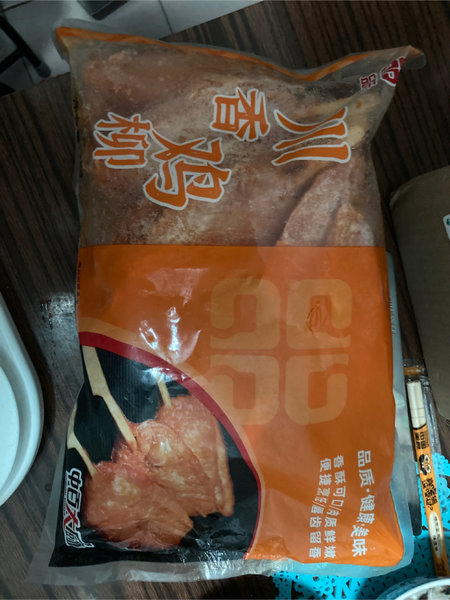 川香
鸡柳
品质·健康美味
香酥可口肉质鲜嫩
便捷烹饪唇齿留香